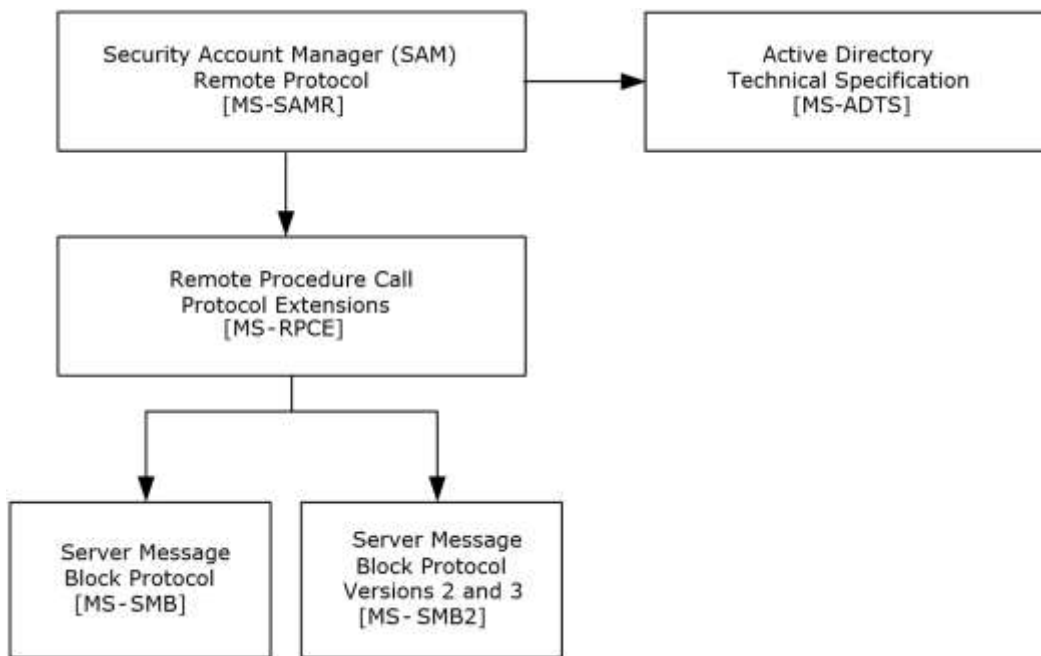 Security Account Manager (SAM)
Remote Protocol
[MS-SAMR]
Active Directory
Technical Specification
[MS-ADTS]
Remote Procedure Call
Protocol Extensions
[MS-RPCE]
Server Message
Block Protocol
[MS-SMB]
Server Message
Block Protocol
Versions 2 and 3
[MS-SMB2]